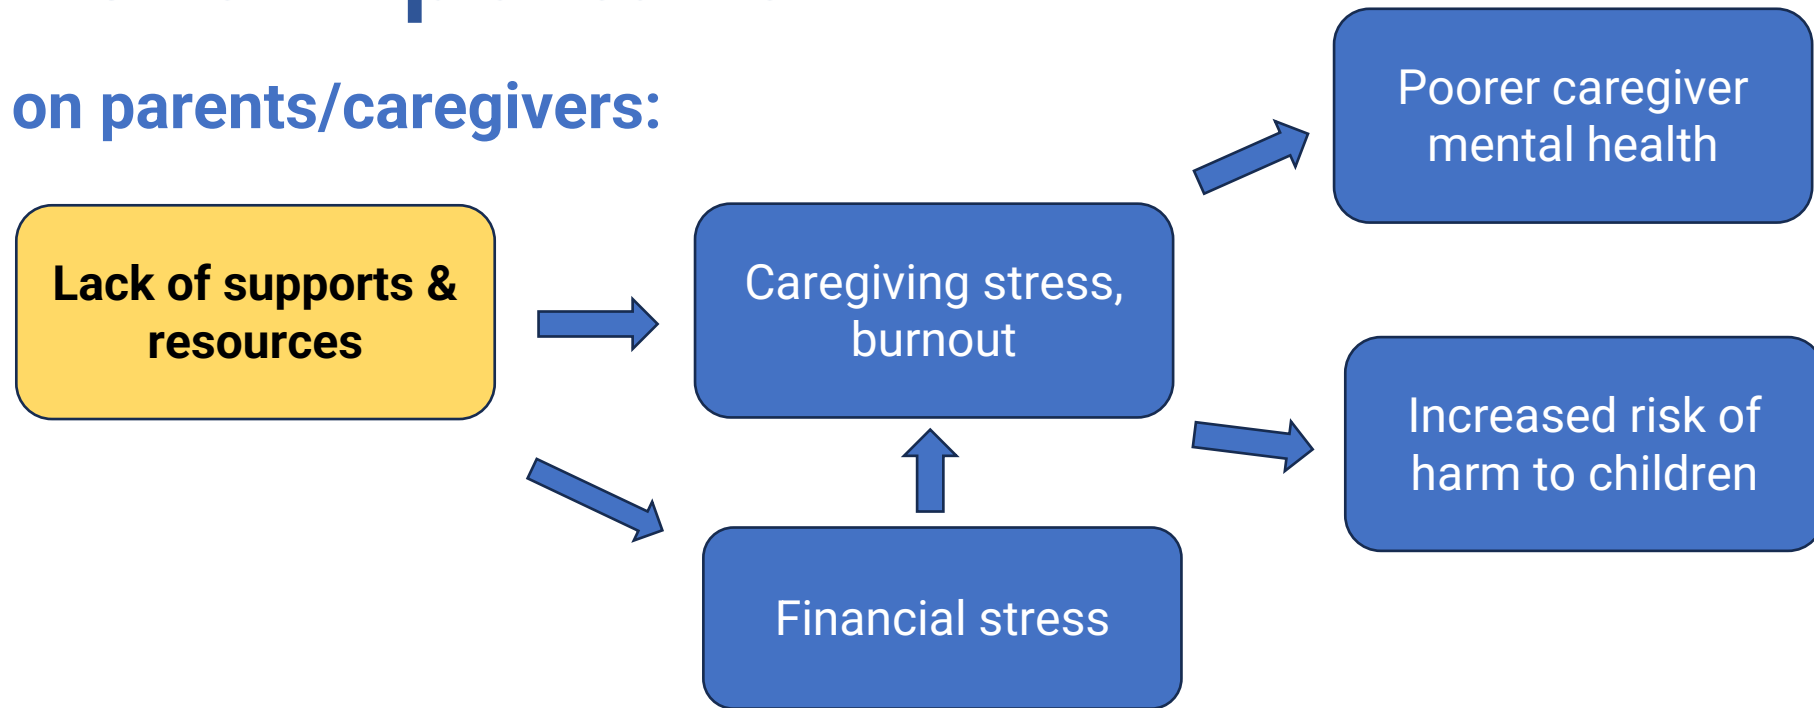 on parents/caregivers:
Poorer caregiver
mental health
Lack of supports &
resources
Caregiving stress,
burnout
Increased risk of
harm to children
Financial stress